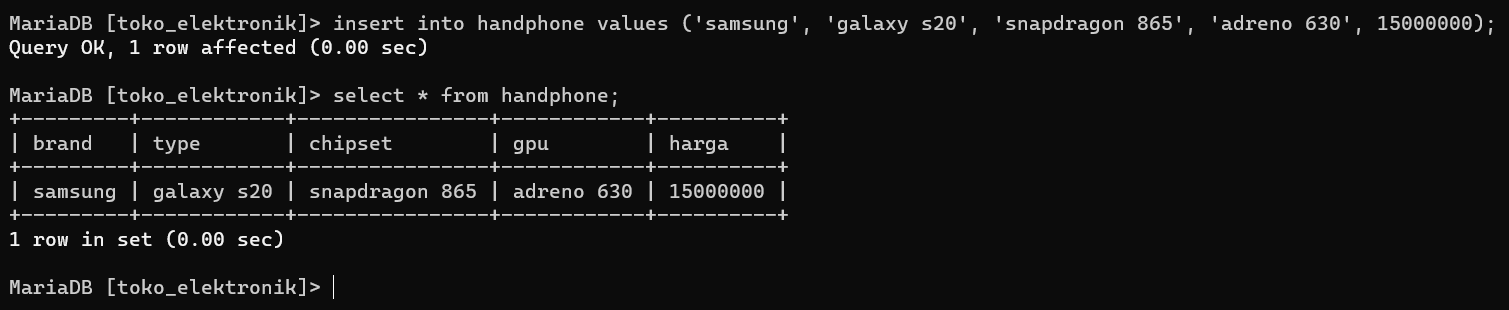 MariaDB [toko_elektronik]> insert into handphone values ('samsung', 'galaxy s20', 'snapdragon 865', 'adreno 630', 15000000);
Query OK, 1 row affected (0.00 sec)
MariaDB [toko_elektronik]> select * from handphone;
+---------+------------+----------------+------------+----------+
| brand   | type       | chipset        | gpu        | harga    |
+---------+------------+----------------+------------+----------+
| samsung | galaxy s20 | snapdragon 865 | adreno 630 | 15000000 |
+---------+------------+----------------+------------+----------+
1 row in set (0.00 sec)
MariaDB [toko_elektronik]>